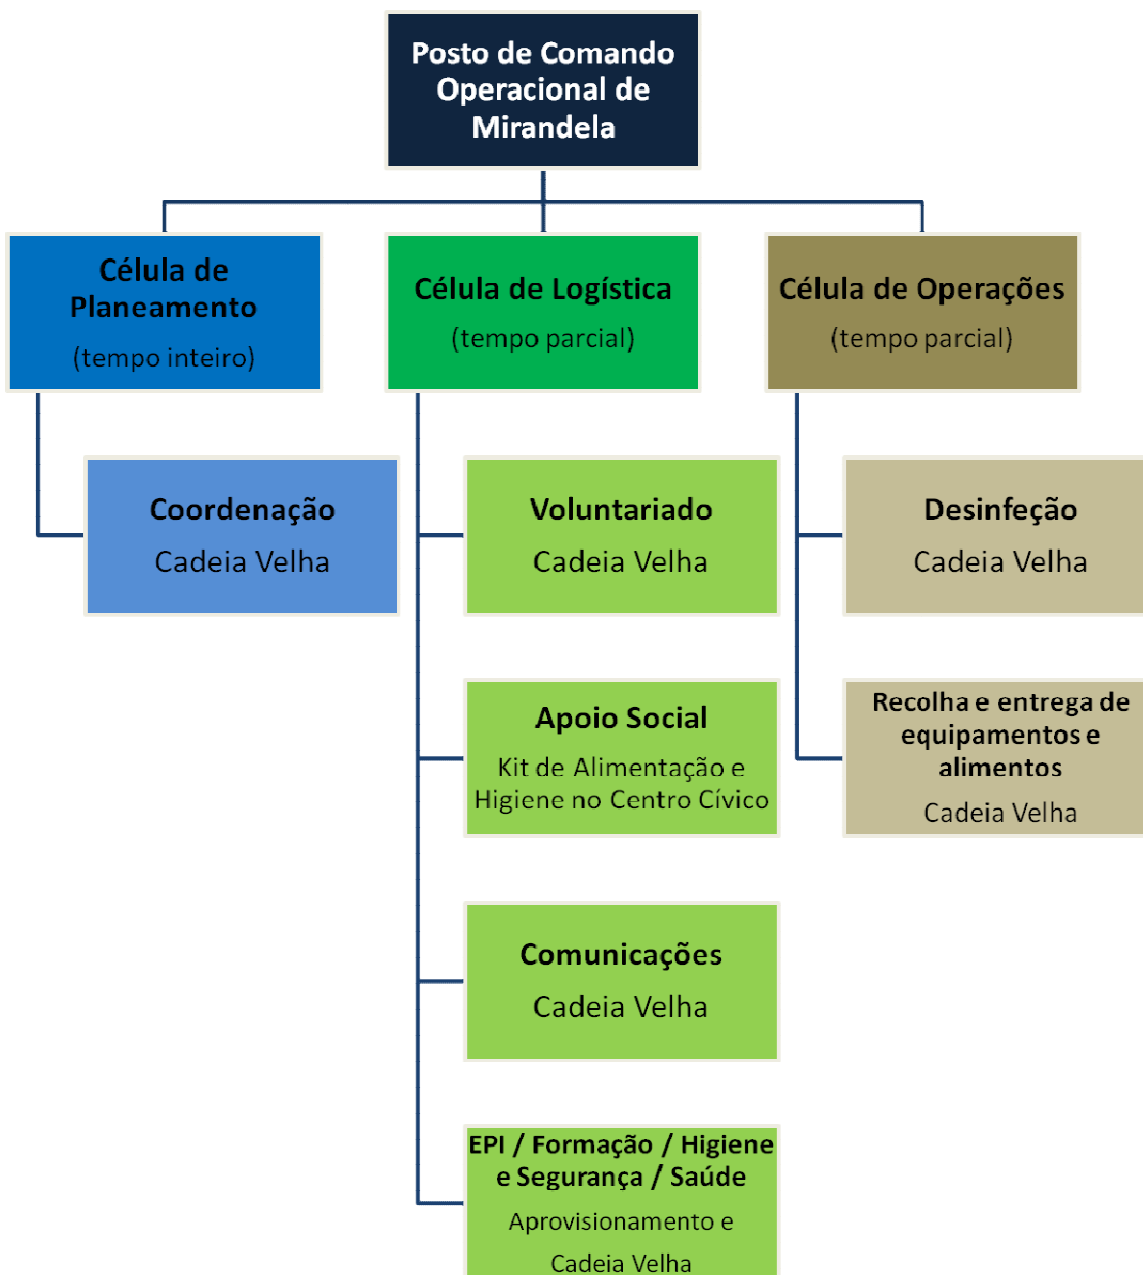 Posto de Comando
Operacional de
Mirandela
Célula de
Planeamento
(tempo inteiro)
Célula de Logística
(tempo parcial)
Célula de Operações
(tempo parcial)
Coordenação
Cadeia Velha
Voluntariado
Cadeia Velha
Desinfeção
Cadeia Velha
Apoio Social
Kit de Alimentação e
Higiene no Centro Cívico
Recolha e entrega de
equipamentos e
alimentos
Cadeia Velha
Comunicações
Cadeia Velha
EPI / Formação / Higiene
e Segurança / Saúde
Aprovisionamento e
Cadeia Velha